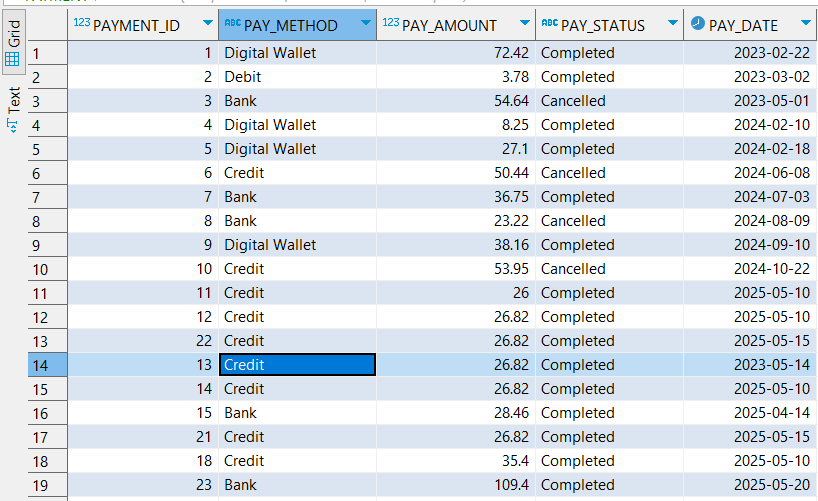 123 PAYMENT_ID ABC PAY_METHOD 123 PAY_AMOUNT ABC PAY_STATUS PAY_DATE
Grid
Text
1 1 Digital Wallet 72.42 Completed 2023-02-22
2 2 Debit 3.78 Completed 2023-03-02
3 3 Bank 54.64 Cancelled 2023-05-01
4 4 Digital Wallet 8.25 Completed 2024-02-10
5 5 Digital Wallet 27.1 Completed 2024-02-18
6 6 Credit 50.44 Cancelled 2024-06-08
7 7 Bank 36.75 Completed 2024-07-03
8 8 Bank 23.22 Cancelled 2024-08-09
9 9 Digital Wallet 38.16 Completed 2024-09-10
10 10 Credit 53.95 Cancelled 2024-10-22
11 11 Credit 26 Completed 2025-05-10
12 12 Credit 26.82 Completed 2025-05-10
13 22 Credit 26.82 Completed 2025-05-15
14 13 Credit 26.82 Completed 2023-05-14
15 14 Credit 26.82 Completed 2025-05-10
16 15 Bank 28.46 Completed 2025-04-14
17 21 Credit 26.82 Completed 2025-05-15
18 18 Credit 35.4 Completed 2025-05-10
19 23 Bank 109.4 Completed 2025-05-20